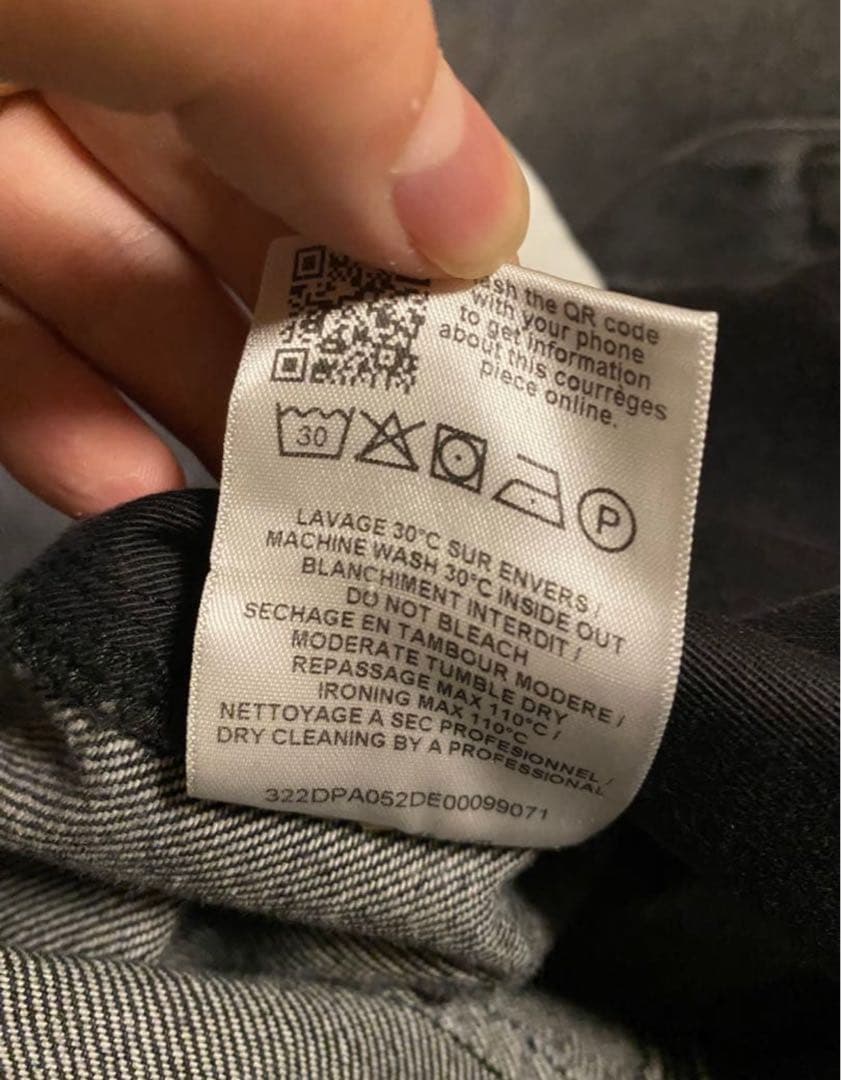 the QR code
with your phone
to get information
about this courrèges
piece online.
30
P
LAVAGE 30°C SUR ENVERS /
MACHINE WASH 30°C INSIDE OUT
BLANCHIMENT INTERDIT /
DO NOT BLEACH
SECHAGE EN TAMBOUR MODERE /
MODERATE TUMBLE DRY
REPASSAGE MAX 110°C /
IRONING MAX 110°C
NETTOYAGE A SEC PROFESIONNEL /
DRY CLEANING BY A PROFESSIONAL
322DPA052DE00099071